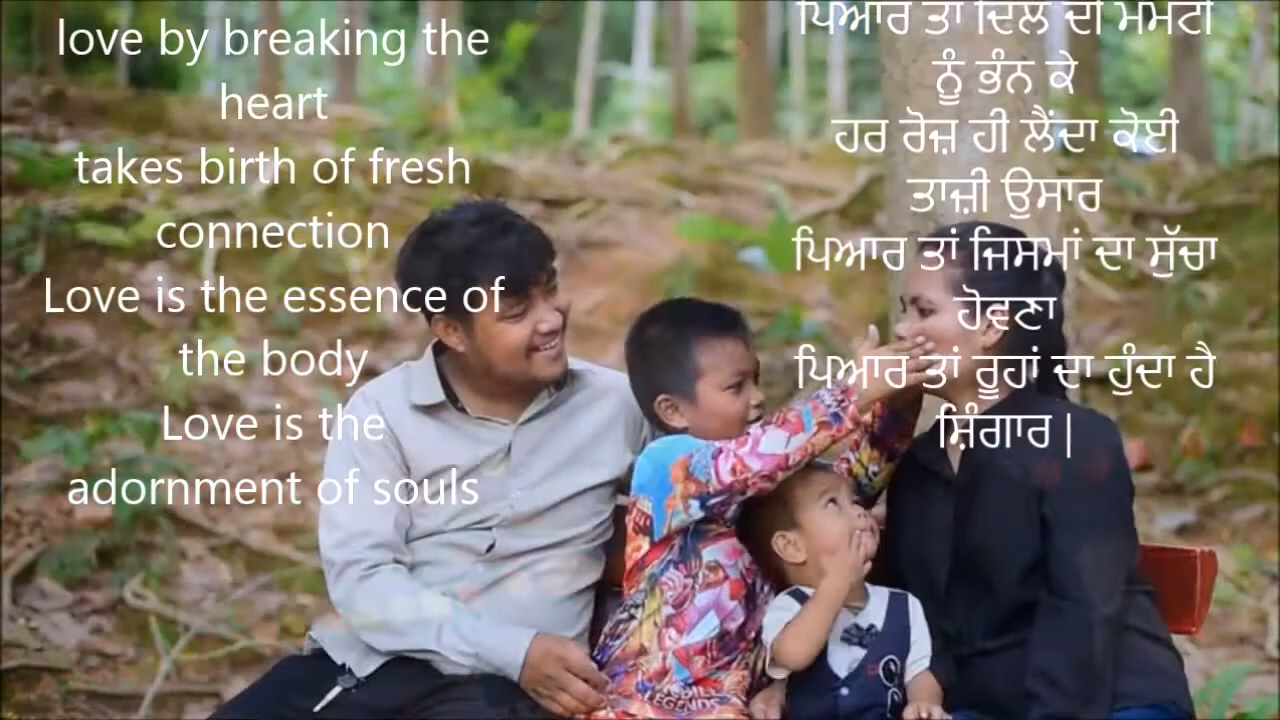 love by breaking the
heart
takes birth of fresh
connection
Love is the essence of
the body
Love is the
adornment of souls
ਪਿਆਰ ਤਾਂ ਦਿਲ ਦੀ
ਨੂੰ ਭੰਨ ਕੇ
ਹਰ ਰੋਜ਼ ਹੀ ਲੈਂਦਾ ਕੋਈ
ਤਾਜ਼ੀ ਉਸਾਰ
ਪਿਆਰ ਤਾਂ ਜਿਸਮਾਂ ਦਾ ਸੁੱਚਾ
ਹੋਵਣਾ
ਪਿਆਰ ਤਾਂ ਰੂਹਾਂ ਦਾ ਹੁੰਦਾ ਹੈ
ਸ਼ਿੰਗਾਰ |
LEGENDS